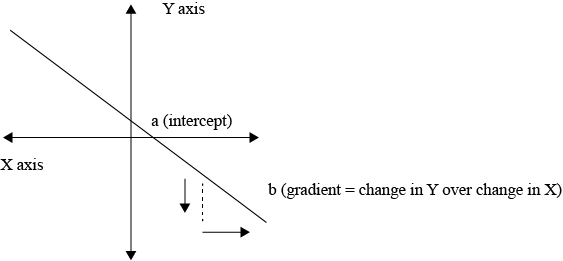 Y axis
a (intercept)
X axis
b (gradient = change in Y over change in X)